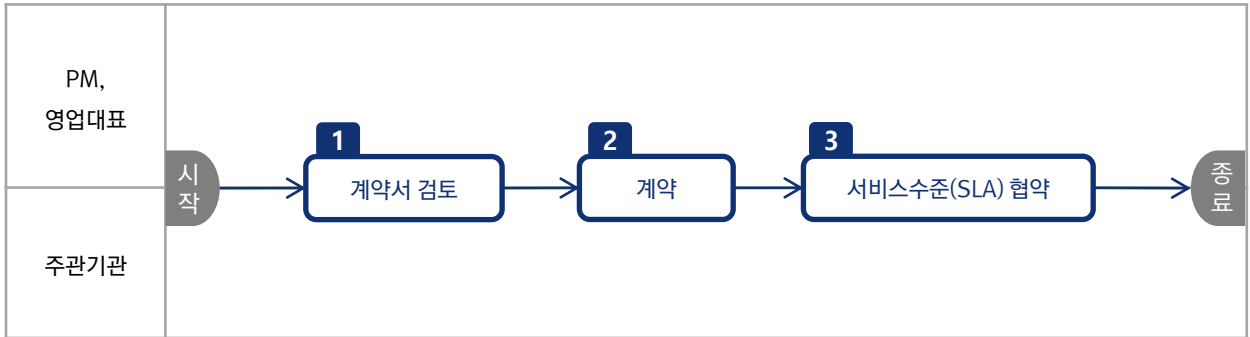 PM,
영업대표
주관기관
시작
1
계약서 검토
2
계약
3
서비스수준(SLA) 협약
종료